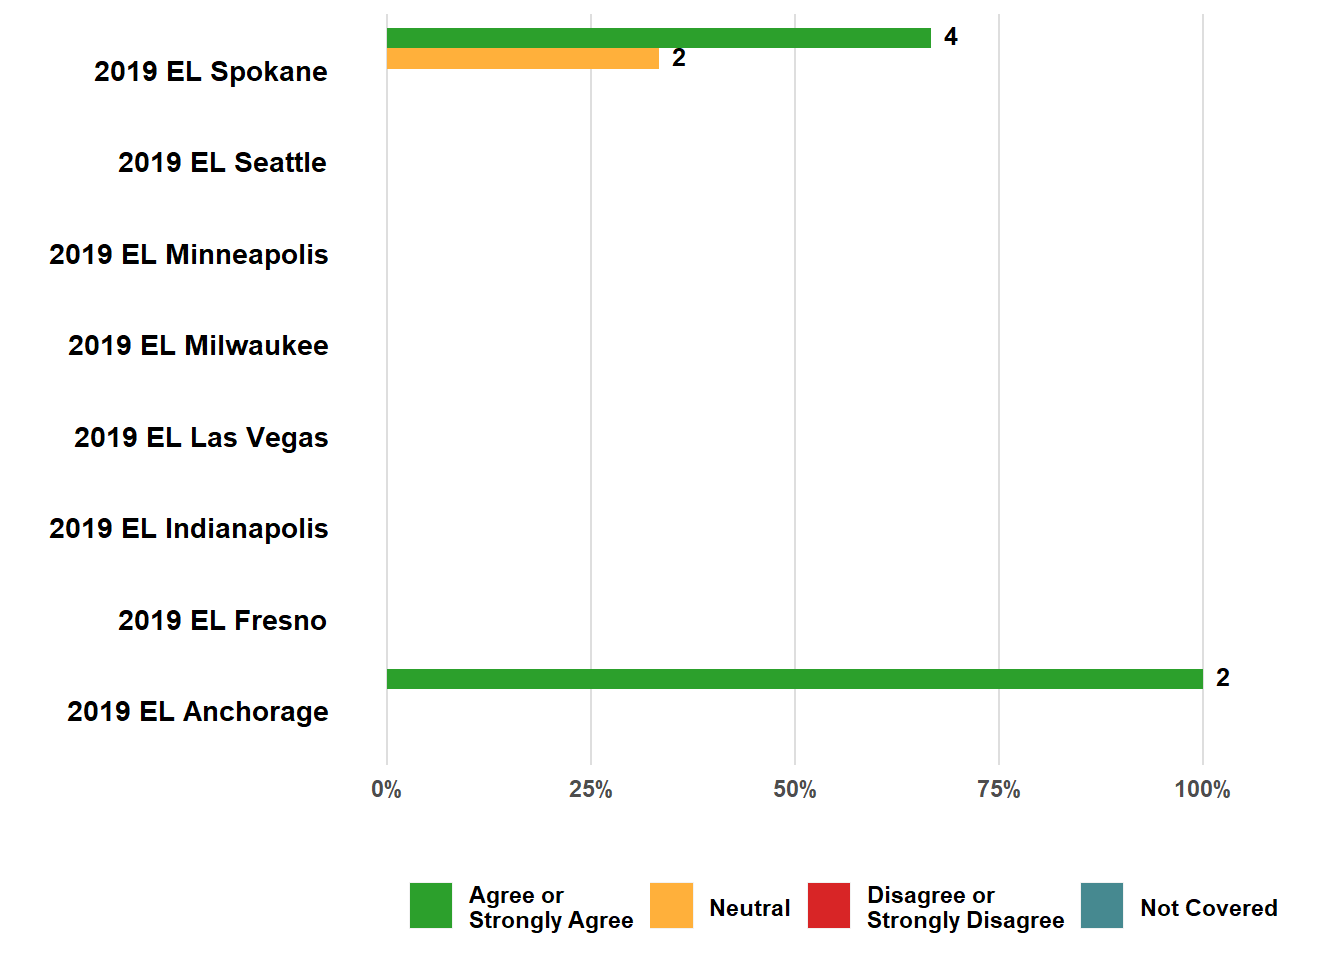 4
2
2019 EL Spokane
2019 EL Seattle
2019 EL Minneapolis
2019 EL Milwaukee
2019 EL Las Vegas
2019 EL Indianapolis
2019 EL Fresno
2
2019 EL Anchorage
0% 25% 50% 75% 100%
Agree or
Strongly Agree
Neutral
Disagree or
Strongly Disagree
Not Covered